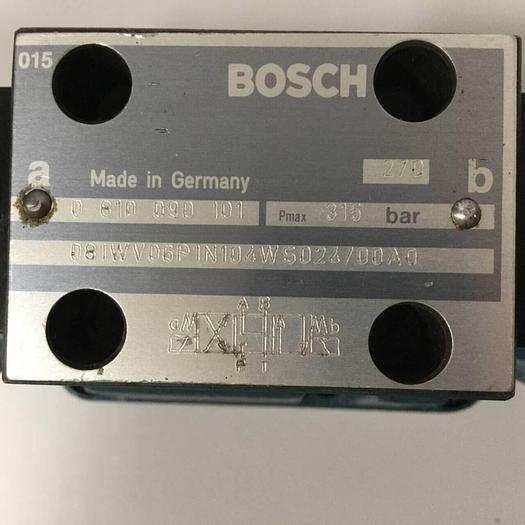 015
BOSCH
270
a
b
Made in Germany
0 810 090 101
Pmax 315 bar
081WV06P1N104WS024/00A0
A B
a W
W b
P T